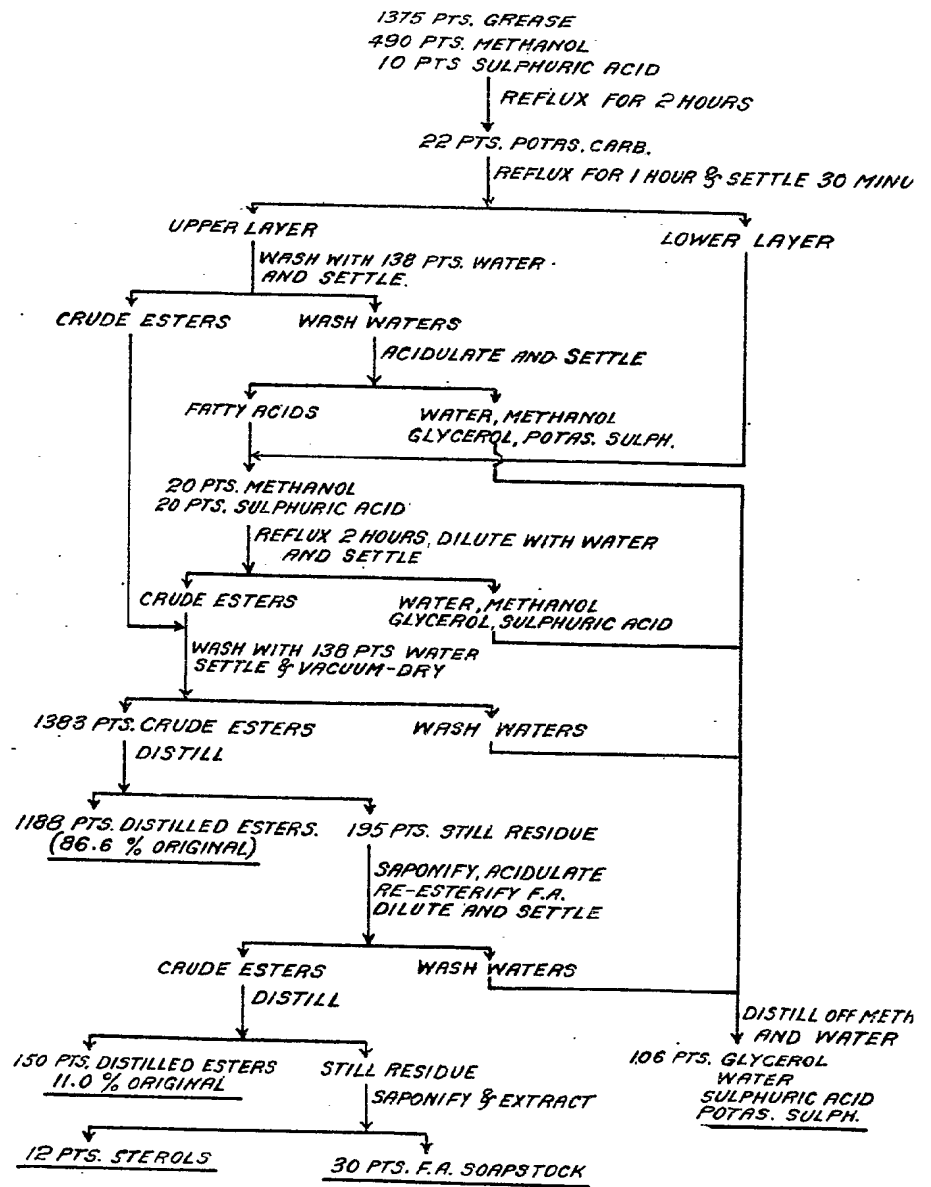 1375 PTS. GREASE
490 PTS. METHANOL
10 PTS SULPHURIC ACID
REFLUX FOR 2 HOURS
22 PTS. POTAS. CARB.
REFLUX FOR 1 HOUR & SETTLE 30 MINU
UPPER LAYER
LOWER LAYER
WASH WITH 138 PTS. WATER
AND SETTLE.
CRUDE ESTERS
WASH WATERS
ACIDULATE AND SETTLE
FATTY ACIDS
WATER, METHANOL
GLYCEROL, POTAS. SULPH.
20 PTS. METHANOL
20 PTS. SULPHURIC ACID
REFLUX 2 HOURS, DILUTE WITH WATER
AND SETTLE
CRUDE ESTERS
WATER, METHANOL
GLYCEROL, SULPHURIC ACID
WASH WITH 138 PTS WATER
SETTLE & VACUUM-DRY
1383 PTS. CRUDE ESTERS
WASH WATERS
DISTILL
1188 PTS. DISTILLED ESTERS.
(86.6 % ORIGINAL)
195 PTS. STILL RESIDUE
SAPONIFY, ACIDULATE
RE-ESTERIFY F.A.
DILUTE AND SETTLE
CRUDE ESTERS
WASH WATERS
DISTILL
DISTILL OFF METH
AND WATER
150 PTS. DISTILLED ESTERS
11.0 % ORIGINAL
STILL RESIDUE
106 PTS. GLYCEROL
WATER
SULPHURIC ACID
POTAS. SULPH.
SAPONIFY & EXTRACT
12 PTS. STEROLS
30 PTS. F.A. SOAPSTOCK